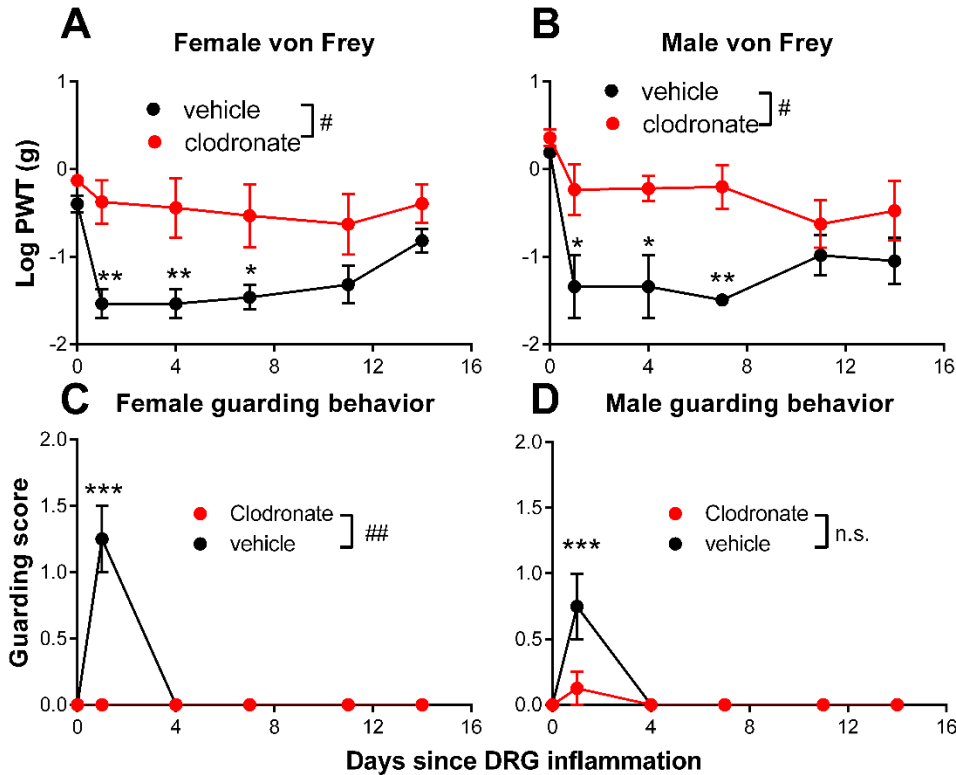 A
Female von Frey
B
Male von Frey
Log PWT (g)
1
0
-1
-2
vehicle
clodronate
#
**
**
*
0
4
8
12
16
1
0
-1
-2
vehicle
clodronate
#
*
*
**
0
4
8
12
16
C
Female guarding behavior
D
Male guarding behavior
Guarding score
2.0
1.5
1.0
0.5
0.0
***
Clodronate
vehicle
##
0
4
8
12
16
2.0
1.5
1.0
0.5
0.0
***
Clodronate
vehicle
n.s.
0
4
8
12
16
Days since DRG inflammation